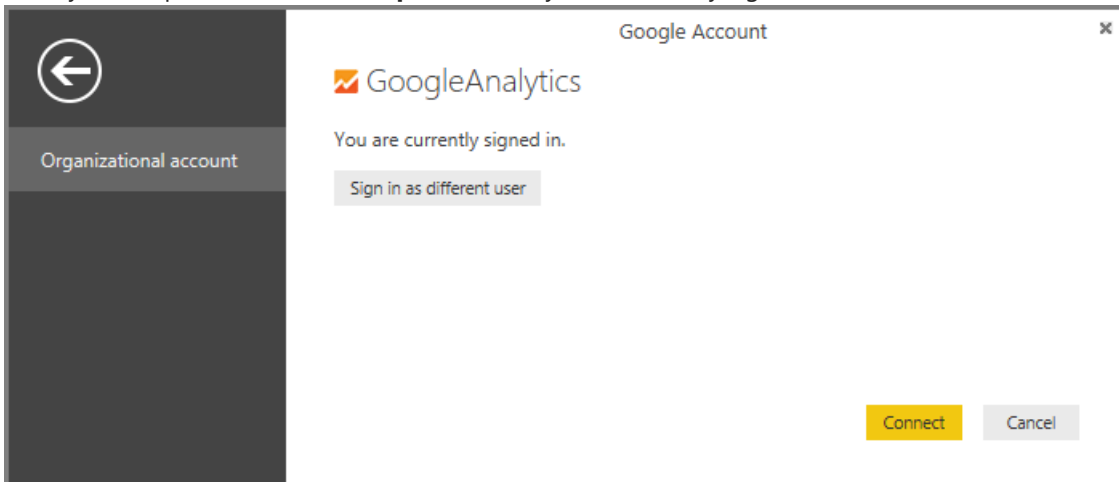 Google Account
GoogleAnalytics
You are currently signed in.
Organizational account
Sign in as different user
Connect
Cancel